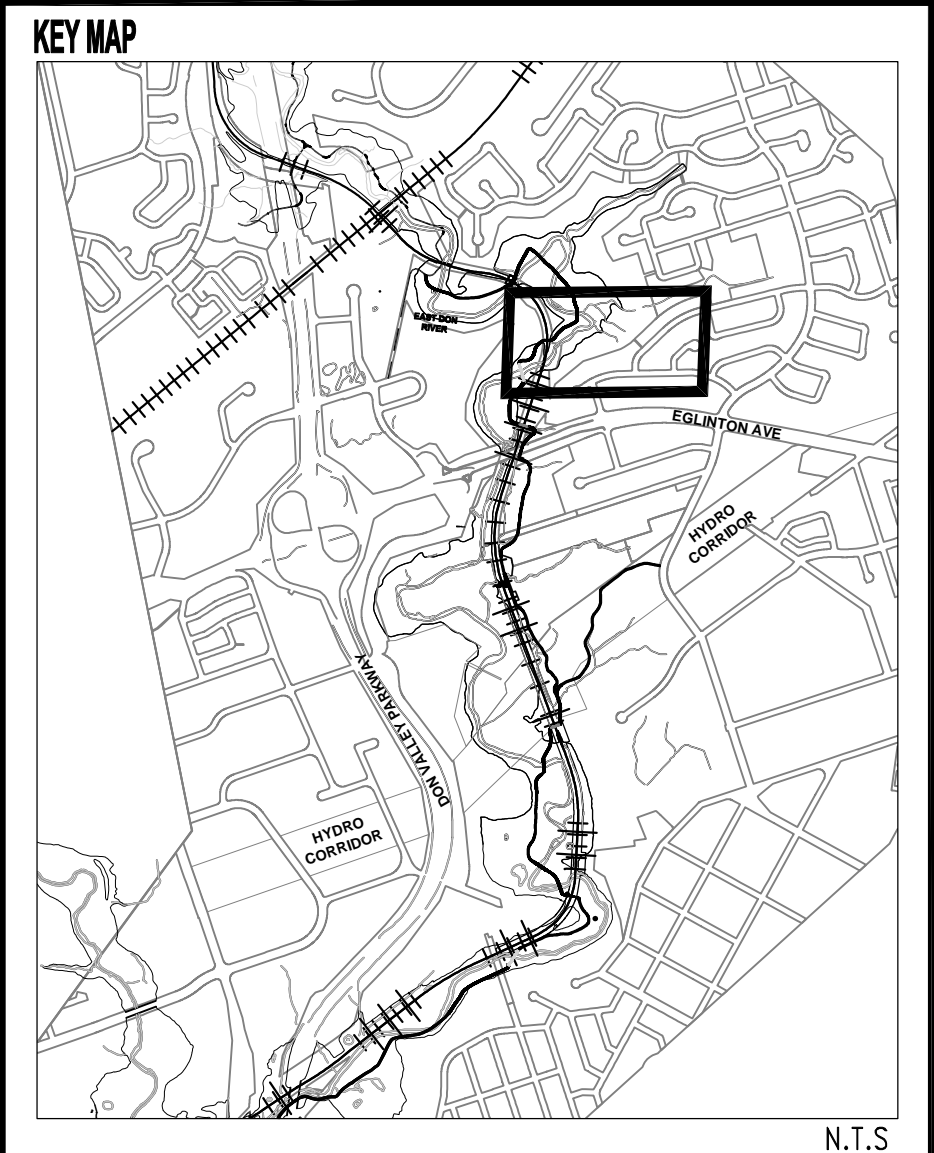 KEY MAP
EAST DON
RIVER
EGLINTON AVE
HYDRO
CORRIDOR
DON VALLEY PARKWAY
HYDRO
CORRIDOR
N.T.S